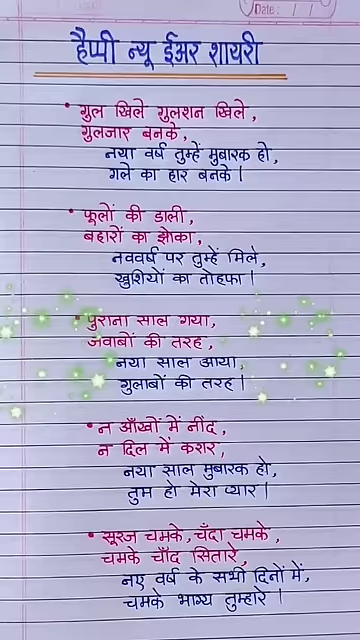 Date: / /
हैप्पी न्यू ईअर शायरी
• गुल खिले गुलशन खिले,
गुलजार बनके,
नया वर्ष तुम्हें मुबारक हो,
गले का हार बनके।
• फूलों की डाली,
बहारों का झोका,
नववर्ष पर तुम्हें मिले,
खुशियों का तोहफा।
• पुराना साल गया,
जवाबों की तरह,
नया साल आया,
गुलाबों की तरह।
• न आँखों में नींद,
न दिल में करार,
नया साल मुबारक हो,
तुम हो मेरा प्यार।
• सूरज चमके, चँदा चमके,
चमके चाँद सितारे,
नए वर्ष के सभी दिनों में,
चमके भाग्य तुम्हारे।